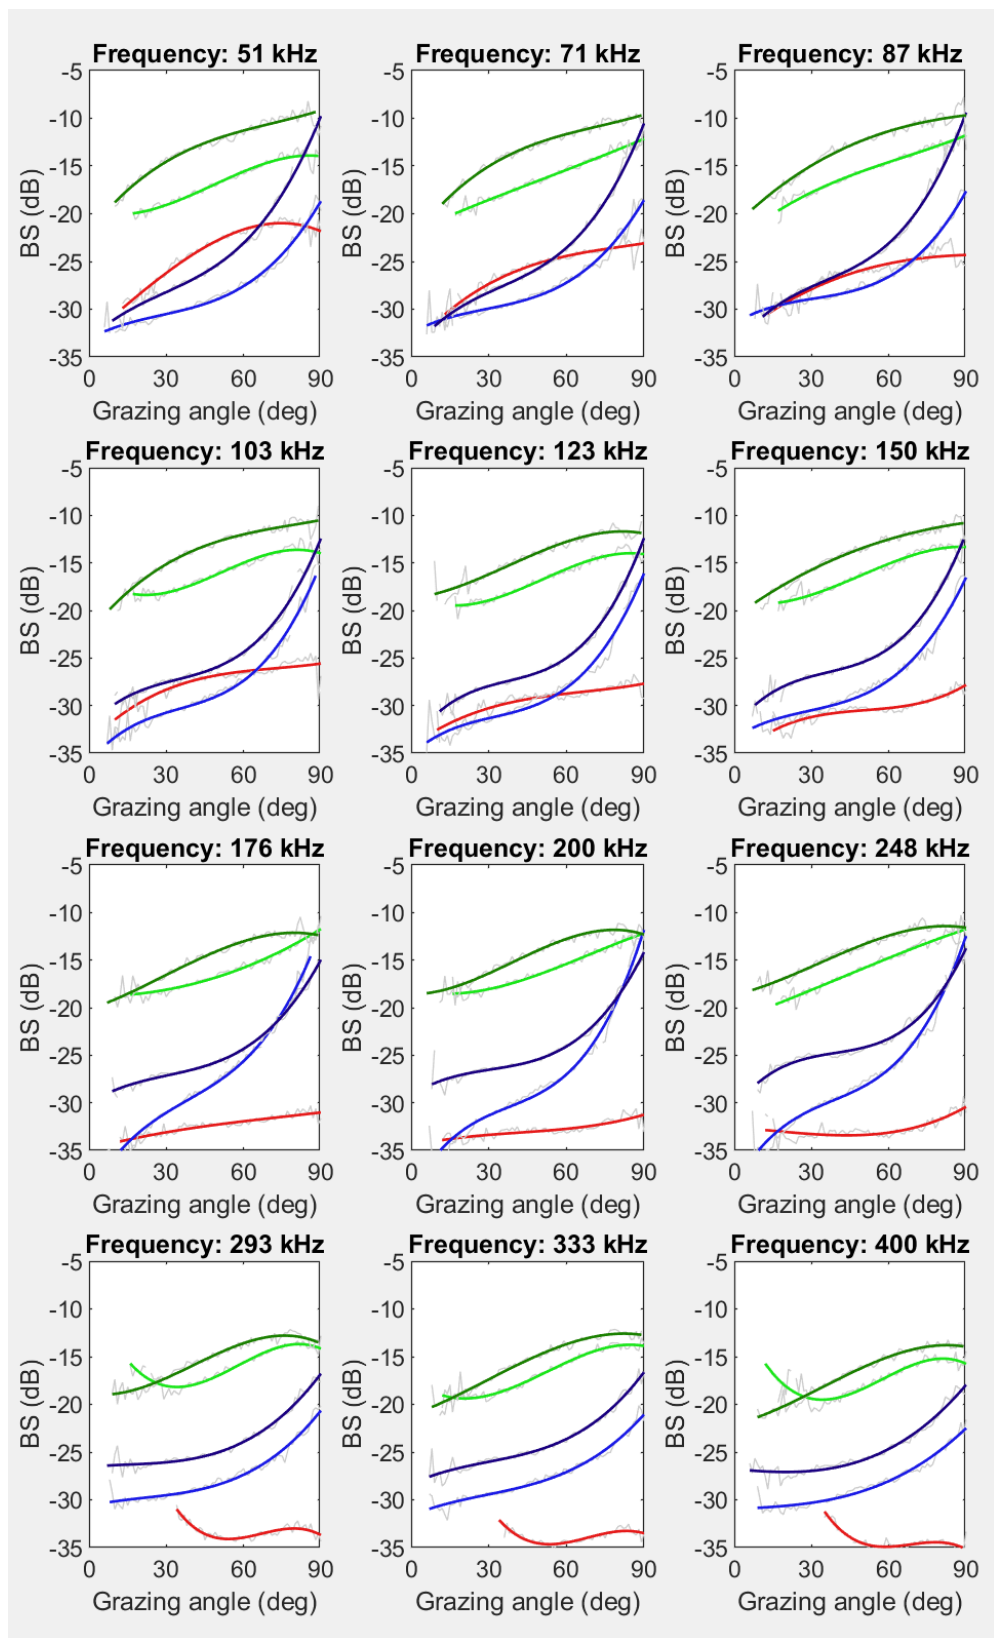 Frequency: 51 kHz
Frequency: 71 kHz
Frequency: 87 kHz
-5
-10
-15
-20
-25
-30
-35
BS (dB)
0 30 60 90
Grazing angle (deg)
-5
-10
-15
-20
-25
-30
-35
BS (dB)
0 30 60 90
Grazing angle (deg)
-5
-10
-15
-20
-25
-30
-35
BS (dB)
0 30 60 90
Grazing angle (deg)
Frequency: 103 kHz
Frequency: 123 kHz
Frequency: 150 kHz
-5
-10
-15
-20
-25
-30
-35
BS (dB)
0 30 60 90
Grazing angle (deg)
-5
-10
-15
-20
-25
-30
-35
BS (dB)
0 30 60 90
Grazing angle (deg)
-5
-10
-15
-20
-25
-30
-35
BS (dB)
0 30 60 90
Grazing angle (deg)
Frequency: 176 kHz
Frequency: 200 kHz
Frequency: 248 kHz
-5
-10
-15
-20
-25
-30
-35
BS (dB)
0 30 60 90
Grazing angle (deg)
-5
-10
-15
-20
-25
-30
-35
BS (dB)
0 30 60 90
Grazing angle (deg)
-5
-10
-15
-20
-25
-30
-35
BS (dB)
0 30 60 90
Grazing angle (deg)
Frequency: 293 kHz
Frequency: 333 kHz
Frequency: 400 kHz
-5
-10
-15
-20
-25
-30
-35
BS (dB)
0 30 60 90
Grazing angle (deg)
-5
-10
-15
-20
-25
-30
-35
BS (dB)
0 30 60 90
Grazing angle (deg)
-5
-10
-15
-20
-25
-30
-35
BS (dB)
0 30 60 90
Grazing angle (deg)